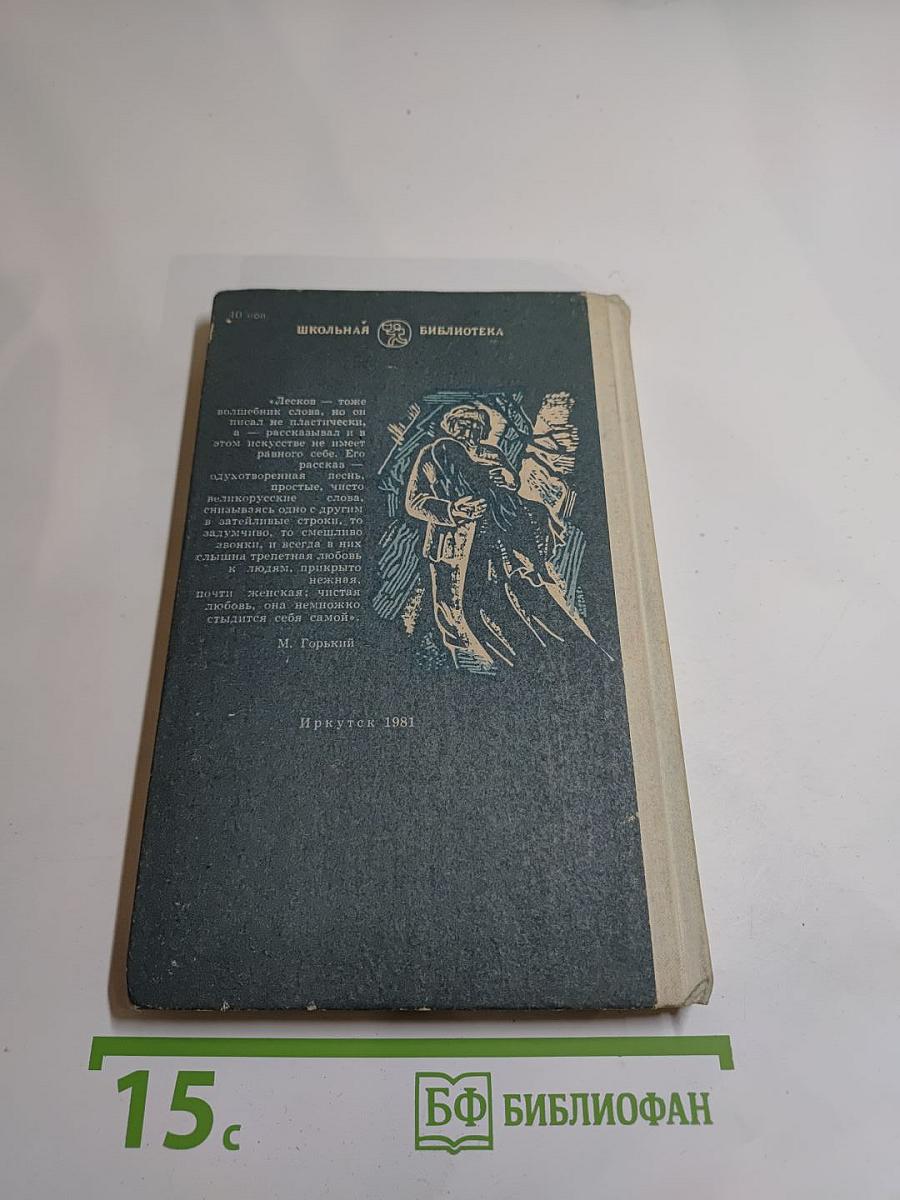 40 коп.
ШКОЛЬНАЯ БИБЛИОТЕКА
«Лесков — тоже
волшебник слова, но он
писал не пластически,
а — рассказывал и в
этом искусстве не имеет
равного себе. Его
рассказ —
одухотворенная песнь,
простые, чисто
великорусские слова,
снизываясь одно с другим
в затейливые строки, то
задумчиво, то смешливо
звонки, и всегда в них
слышна трепетная любовь
к людям, прикрыто
нежная,
почти женская; чистая
любовь, она немножко
стыдится себя самой».
М. Горький
Иркутск 1981
15 с
БФ БИБЛИОФАН